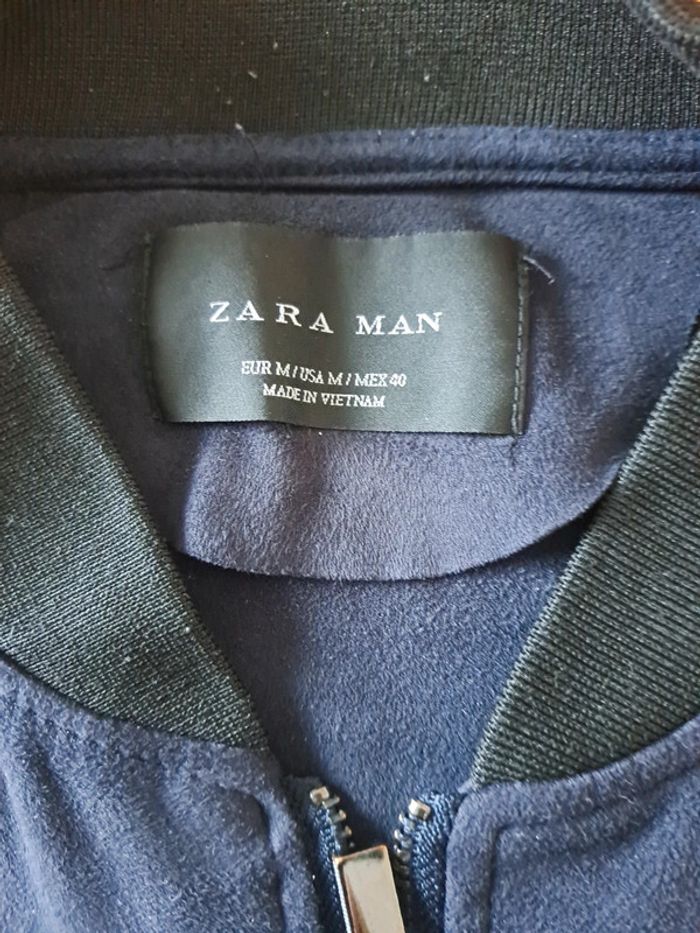 ZARA MAN
EUR M / USA M / MEX 40
MADE IN VIETNAM